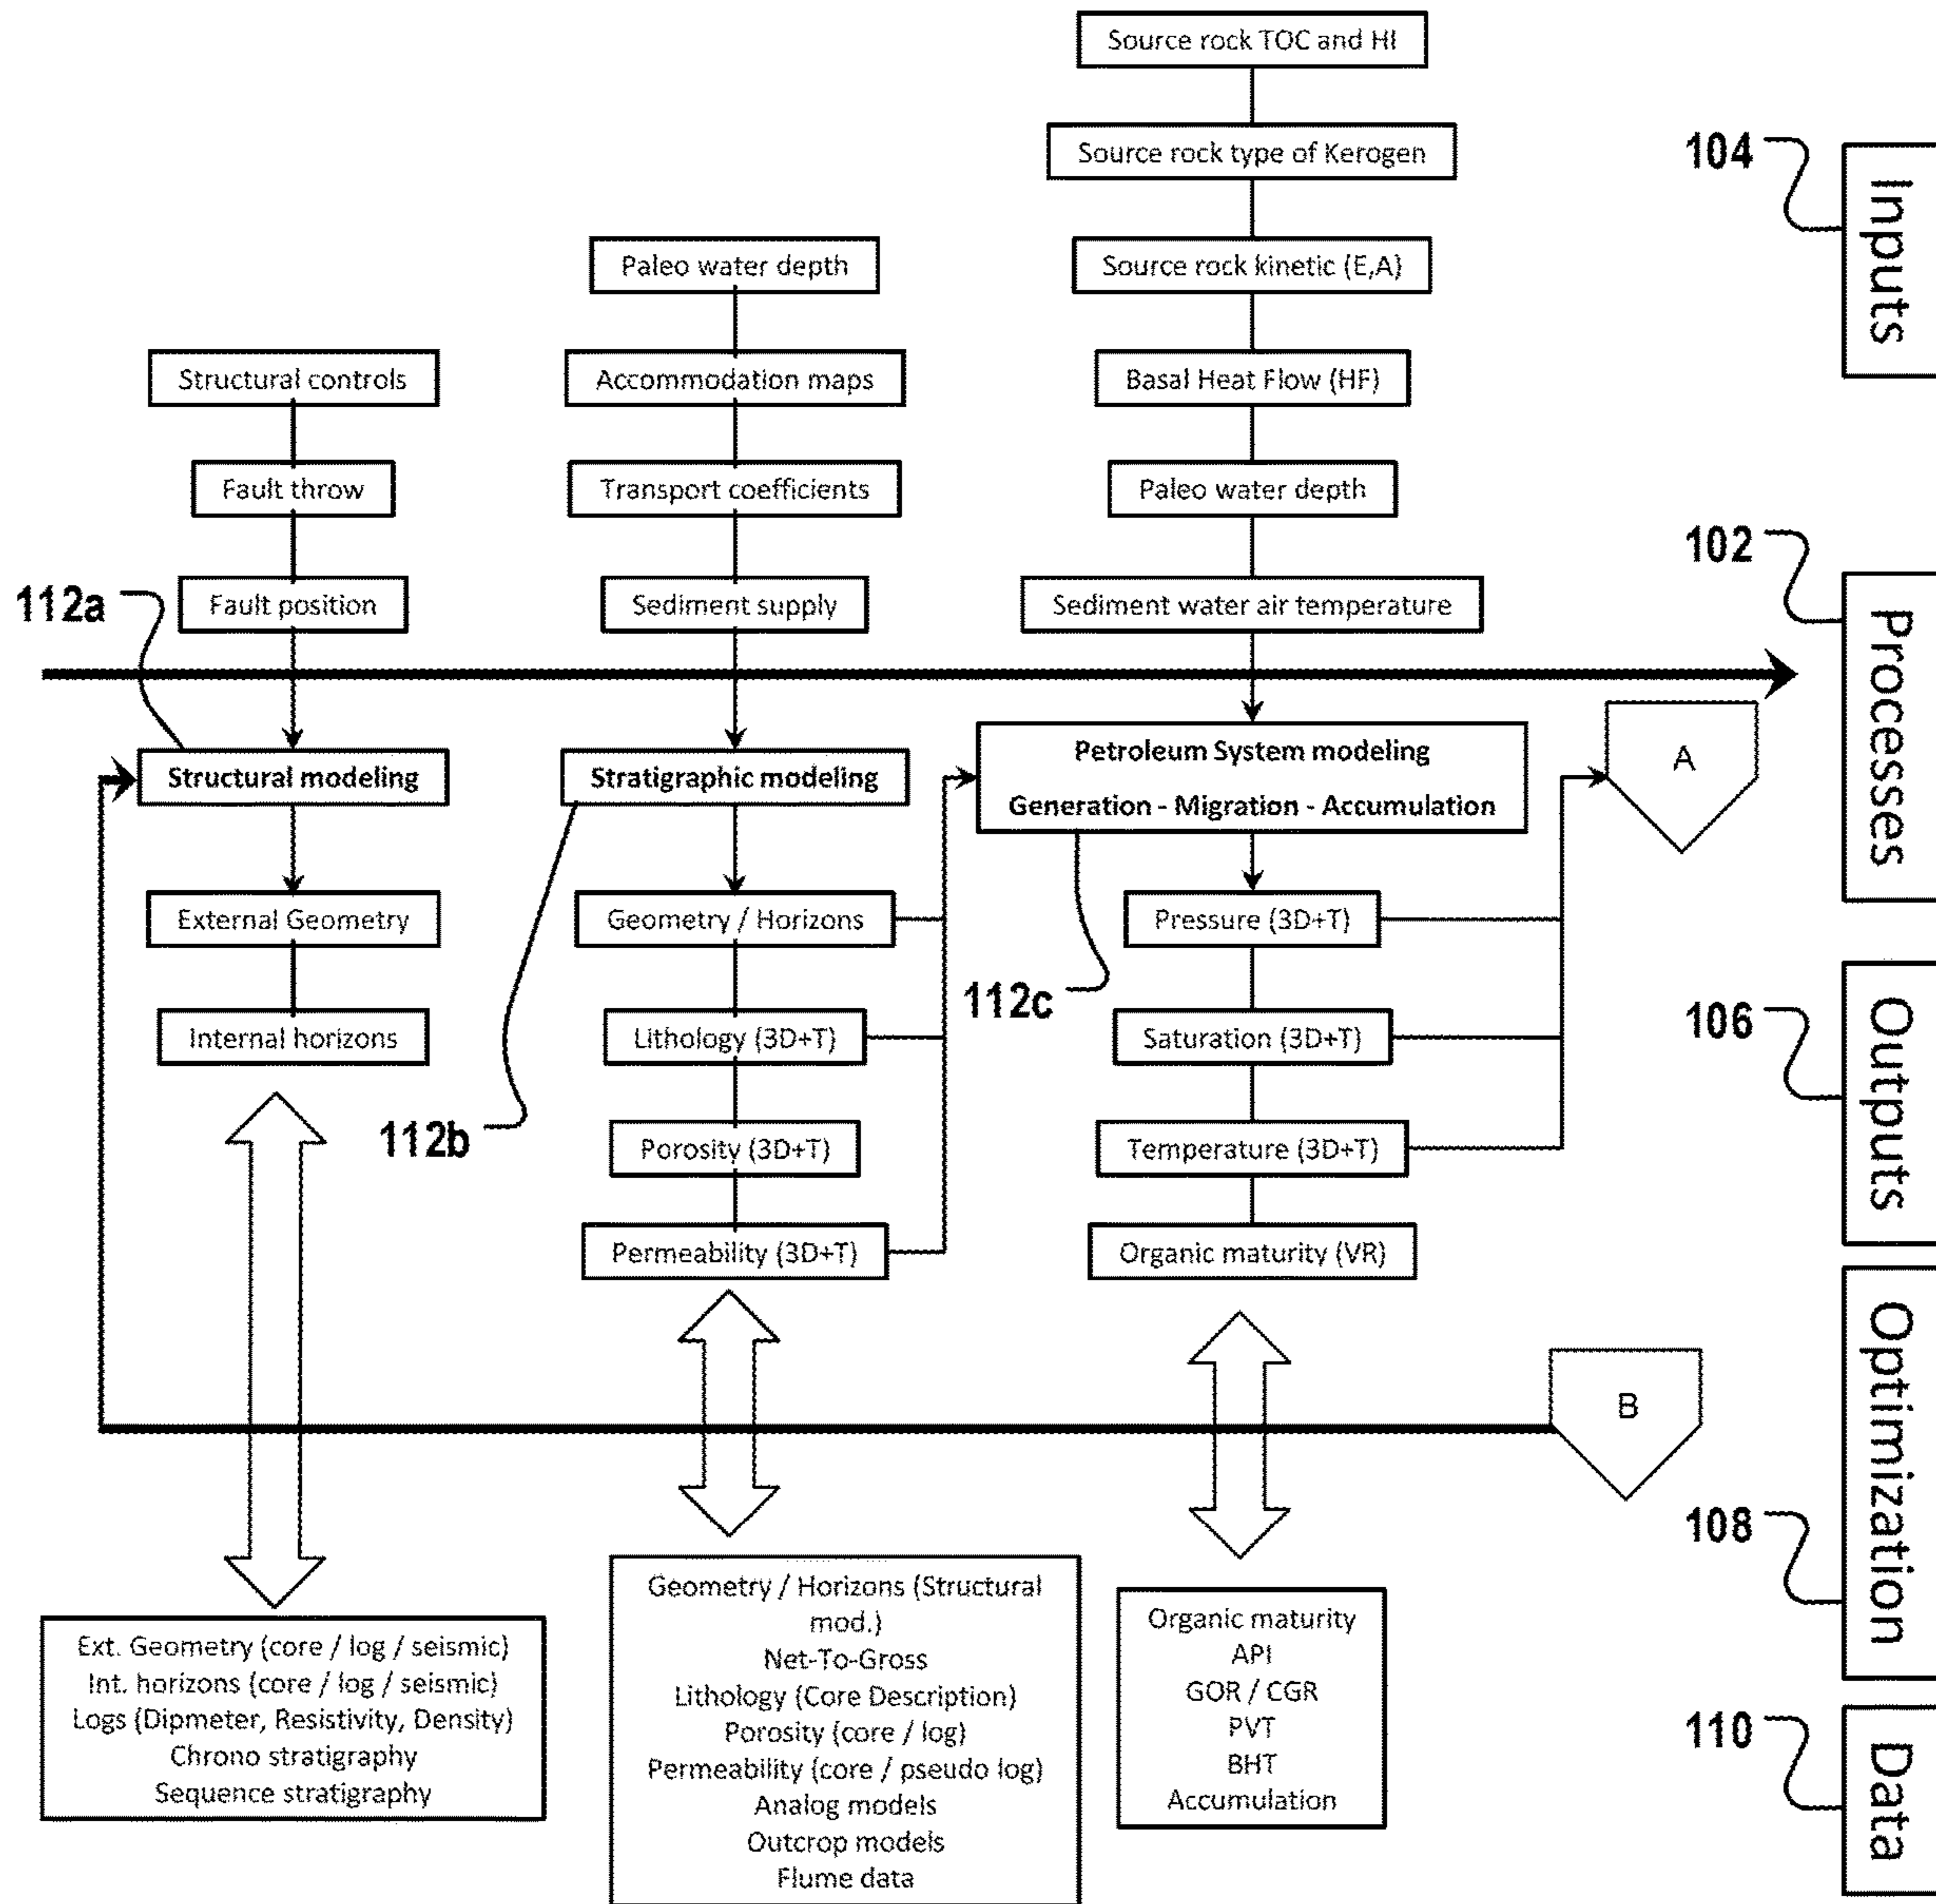 Source rock TOC and HI
Source rock type of Kerogen
104
Inputs
Paleo water depth
Source rock kinetic (E,A)
Structural controls
Accommodation maps
Basal Heat Flow (HF)
Fault throw
Transport coefficients
Paleo water depth
102
Processes
112a
Fault position
Sediment supply
Sediment water air temperature
Structural modeling
Stratigraphic modeling
Petroleum System modeling
Generation - Migration - Accumulation
A
External Geometry
Geometry / Horizons
Pressure (3D+T)
112c
106
Outputs
Internal horizons
Lithology (3D+T)
Saturation (3D+T)
112b
Porosity (3D+T)
Temperature (3D+T)
Permeability (3D+T)
Organic maturity (VR)
B
108
Optimization
Ext. Geometry (core / log / seismic)
Int. horizons (core / log / seismic)
Logs (Dipmeter, Resistivity, Density)
Chrono stratigraphy
Sequence stratigraphy
Geometry / Horizons (Structural
mod.)
Net-To-Gross
Lithology (Core Description)
Porosity (core / log)
Permeability (core / pseudo log)
Analog models
Outcrop models
Flume data
Organic maturity
API
GOR / CGR
PVT
BHT
Accumulation
110
Data